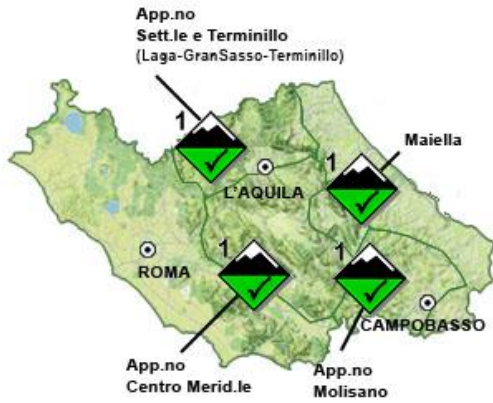 App.no
Sett.le e Terminillo
(Laga-GranSasso-Terminillo)
1
Maiella
1
L'AQUILA
ROMA
1
1
CAMPOBASSO
App.no
Centro Merid.le
App.no
Molisano